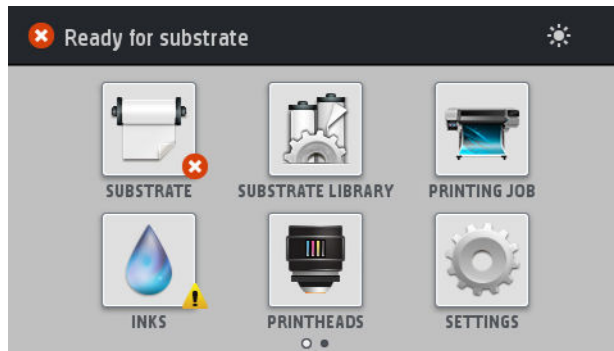 Ready for substrate
SUBSTRATE
SUBSTRATE LIBRARY
PRINTING JOB
INKS
PRINTHEADS
SETTINGS